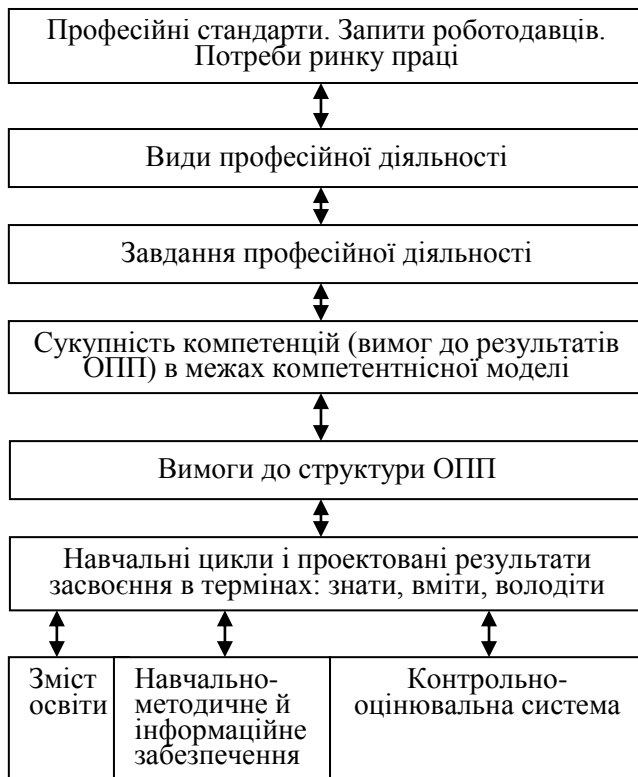 Професійні стандарти. Запити роботодавців.
Потреби ринку праці
Види професійної діяльності
Завдання професійної діяльності
Сукупність компетенцій (вимог до результатів
ОПП) в межах компетентнісної моделі
Вимоги до структури ОПП
Навчальні цикли і проектовані результати
засвоєння в термінах: знати, вміти, володіти
Зміст
освіти
Навчально-
методичне й
інформаційне
забезпечення
Контрольно-
оцінювальна система